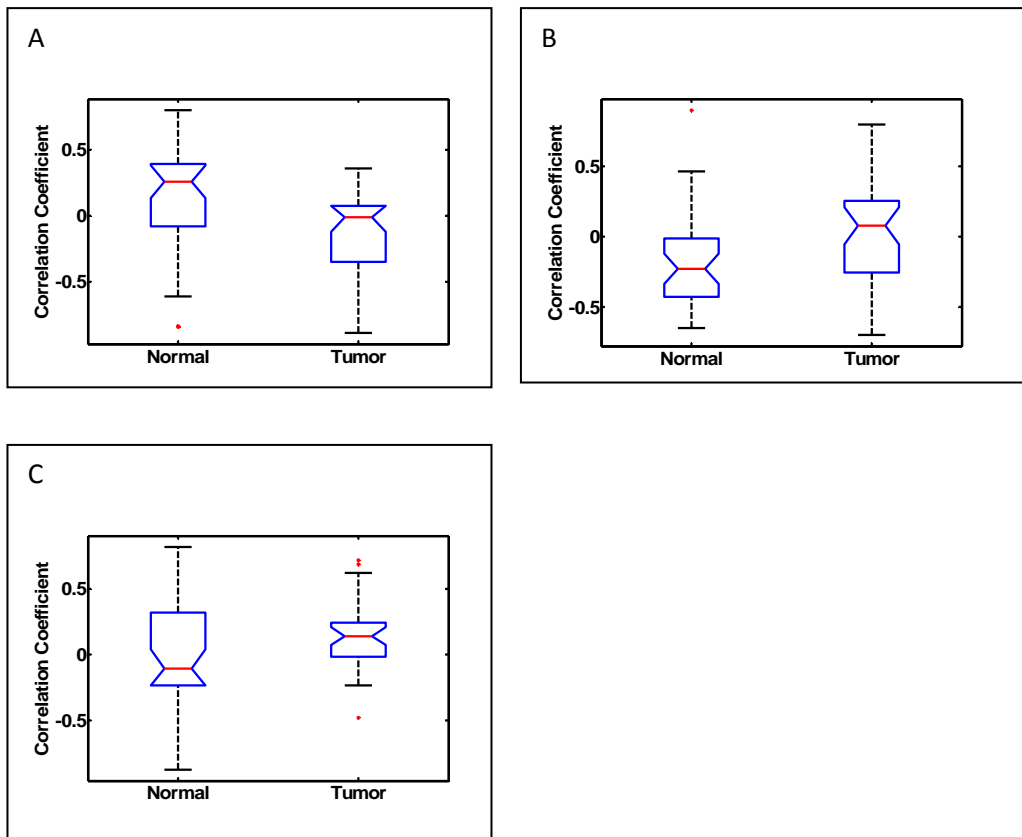 A
Correlation Coefficient
0.5
0
-0.5
Normal Tumor
B
Correlation Coefficient
0.5
0
-0.5
Normal Tumor
C
Correlation Coefficient
0.5
0
-0.5
Normal Tumor